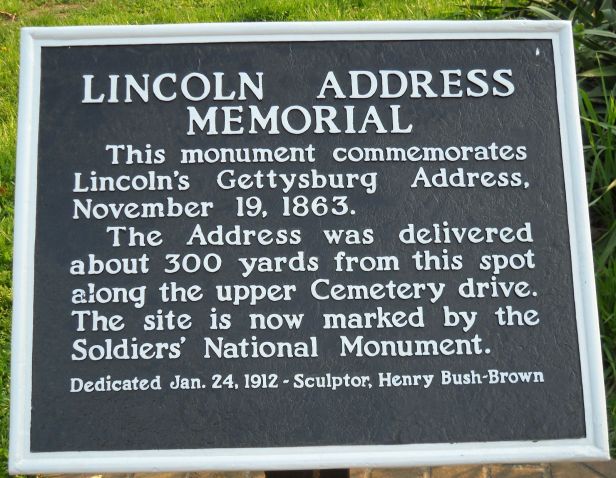 LINCOLN ADDRESS
MEMORIAL
This monument commemorates
Lincoln's Gettysburg Address,
November 19, 1863.
The Address was delivered
about 300 yards from this spot
along the upper Cemetery drive.
The site is now marked by the
Soldiers' National Monument.
Dedicated Jan. 24, 1912 - Sculptor, Henry Bush-Brown